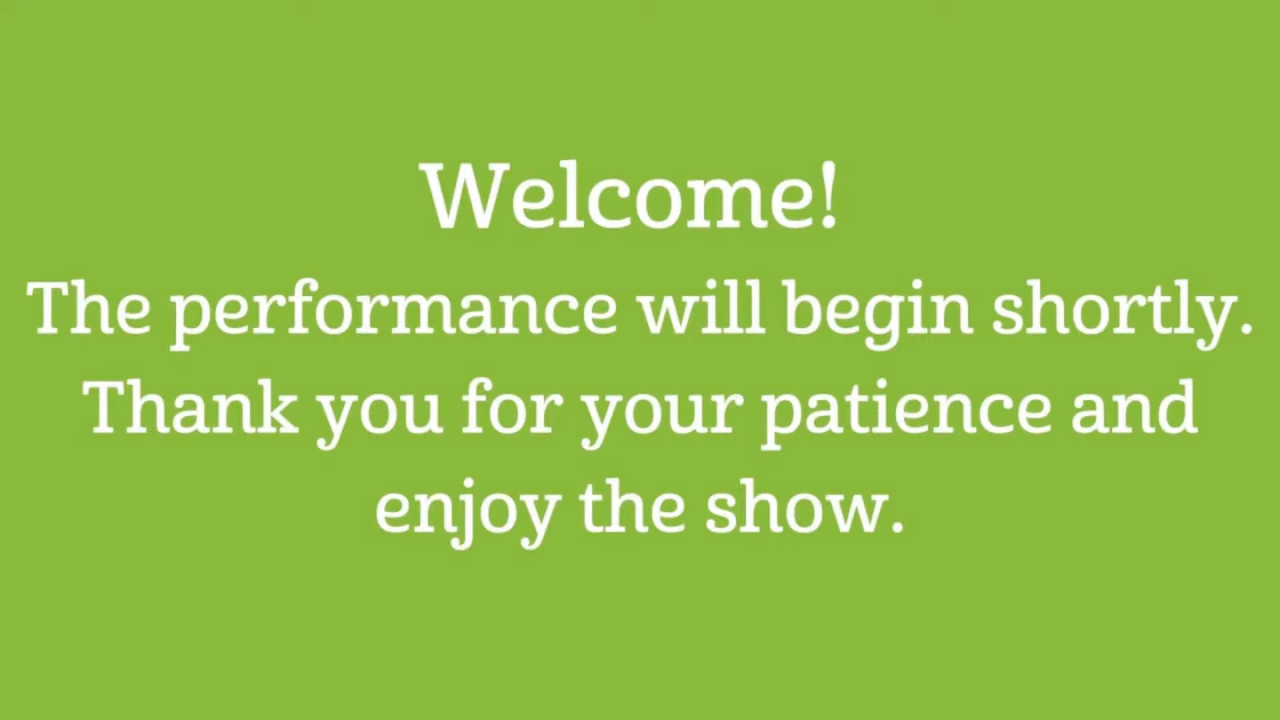 Welcome!
The performance will begin shortly.
Thank you for your patience and
enjoy the show.